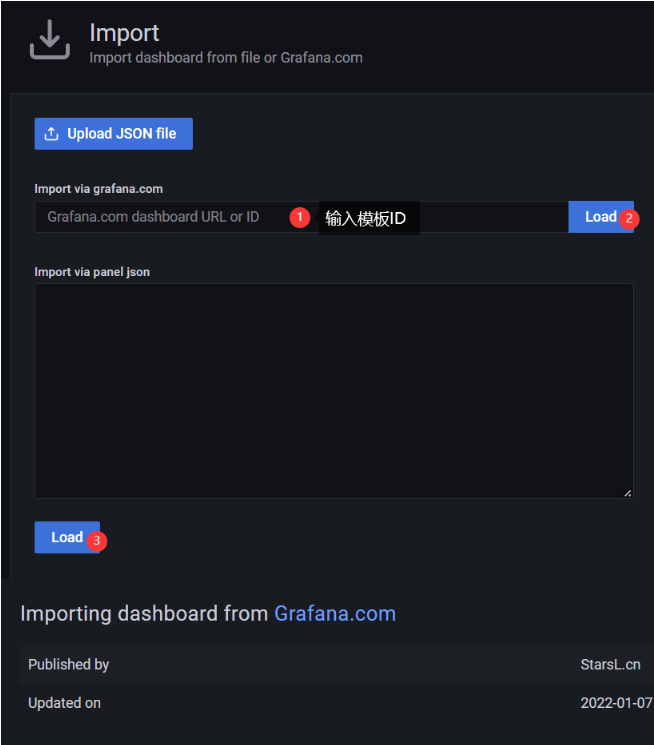 Import
Import dashboard from file or Grafana.com
Upload JSON file
Import via grafana.com
Grafana.com dashboard URL or ID 1 输入模板ID Load 2
Import via panel json
Load 3
Importing dashboard from Grafana.com
Published by StarsL.cn
Updated on 2022-01-07